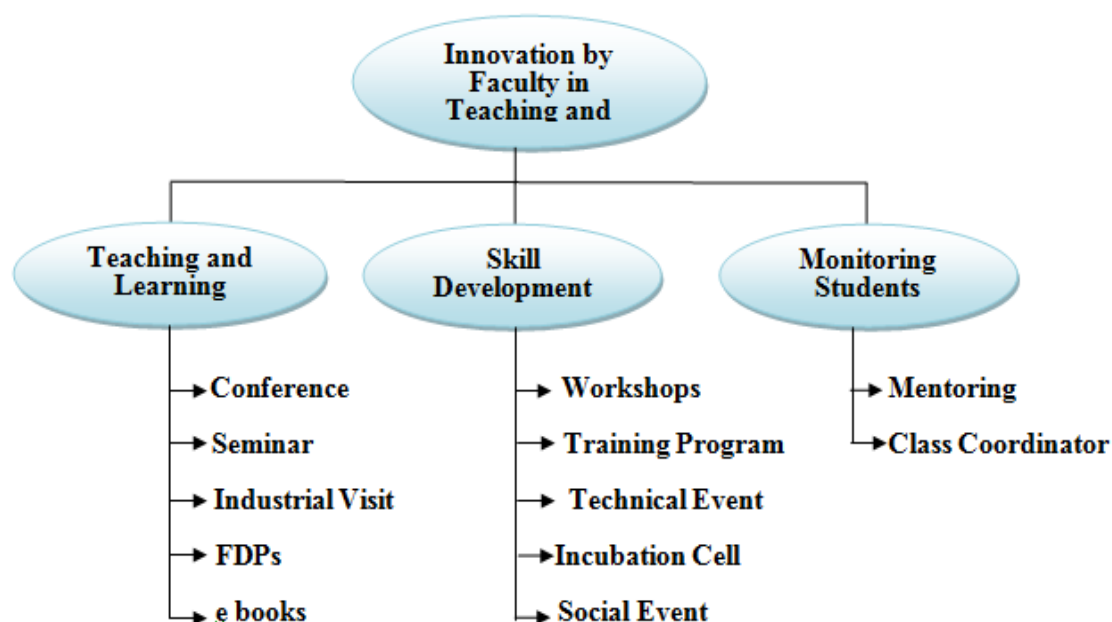 Innovation by
Faculty in
Teaching and
Teaching and
Learning
Skill
Development
Monitoring
Students
Conference
Seminar
Industrial Visit
FDPs
e books
Workshops
Training Program
Technical Event
Incubation Cell
Social Event
Mentoring
Class Coordinator